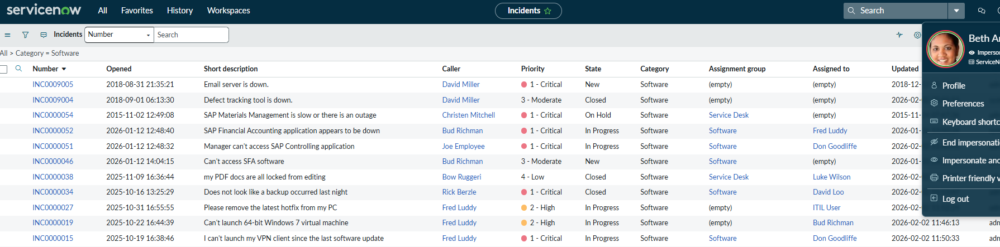 servicenow All Favorites History Workspaces Incidents Search
Incidents Number Search
All > Category = Software
Number Opened Short description Caller Priority State Category Assignment group Assigned to Updated
INC0009005 2018-08-31 21:35:21 Email server is down. David Miller 1 - Critical New Software (empty) (empty) 2018-12-
INC0009004 2018-09-01 06:13:30 Defect tracking tool is down. David Miller 3 - Moderate Closed Software (empty) (empty) 2026-02-
INC0000054 2015-11-02 12:49:08 SAP Materials Management is slow or there is an outage Christen Mitchell 1 - Critical On Hold Software Service Desk (empty) 2015-11-
INC0000052 2026-01-12 12:48:40 SAP Financial Accounting application appears to be down Bud Richman 1 - Critical In Progress Software Software Fred Luddy 2026-01-
INC0000051 2026-01-12 12:48:32 Manager can't access SAP Controlling application Joe Employee 1 - Critical In Progress Software Software Don Goodliffe 2026-02-
INC0000046 2026-01-12 14:04:15 Can't access SFA software Bud Richman 3 - Moderate New Software Software (empty) 2026-01-
INC0000038 2025-11-09 16:36:44 my PDF docs are all locked from editing Bow Ruggeri 4 - Low Closed Software Service Desk Luke Wilson 2026-02-
INC0000034 2025-10-16 13:25:29 Does not look like a backup occurred last night Rick Berzle 1 - Critical Closed Software Software David Loo 2026-02-
INC0000027 2025-10-31 16:55:55 Please remove the latest hotfix from my PC Fred Luddy 2 - High In Progress Software (empty) ITIL User 2026-02-
INC0000019 2025-10-22 16:44:39 Can't launch 64-bit Windows 7 virtual machine Fred Luddy 2 - High In Progress Software (empty) Bud Richman 2026-02-02 11:46:13 adm
INC0000015 2025-10-19 16:38:46 I can't launch my VPN client since the last software update Fred Luddy 1 - Critical In Progress Software Software Don Goodliffe 2026-02-02 11:50:33 adm
Beth A
Imperso
ServiceN
Profile
Preferences
Keyboard shortc
End impersonati
Impersonate ano
Printer friendly v
Log out